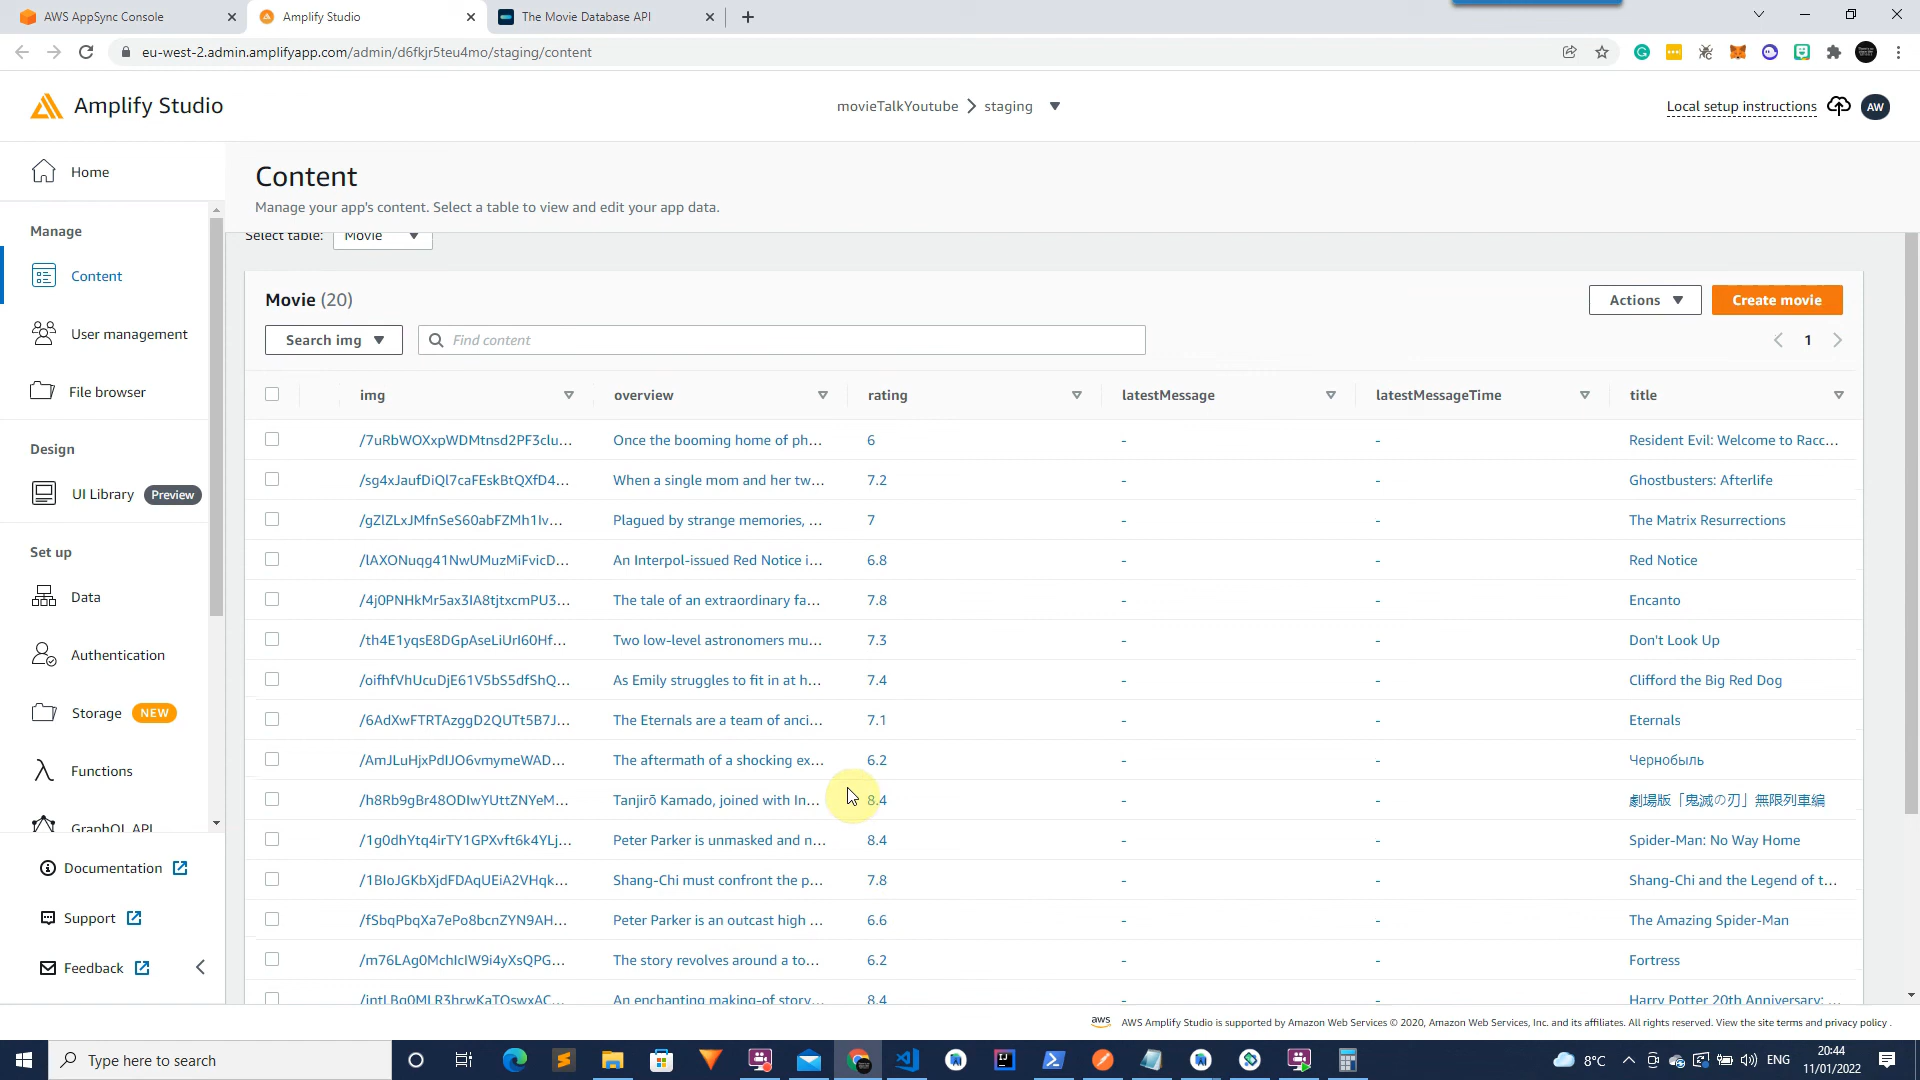 AWS AppSync Console
Amplify Studio
The Movie Database API
eu-west-2.admin.amplifyapp.com/admin/d6fkjr5teu4mo/staging/content
Amplify Studio
movieTalkYoutube > staging
Local setup instructions
AW
Home
Manage
Content
User management
File browser
Design
UI Library Preview
Set up
Data
Authentication
Storage NEW
Functions
GraphQL API
Documentation
Support
Feedback
Content
Manage your app's content. Select a table to view and edit your app data.
Select table: Movie
Movie (20)
Actions
Create movie
Search img
Find content
1
img overview rating latestMessage latestMessageTime title
/7uRbWOXxpWDMtnsd2PF3clu... Once the booming home of ph... 6 - - Resident Evil: Welcome to Racc...
/sg4xJaufDiQl7caFEskBtQXfD4... When a single mom and her tw... 7.2 - - Ghostbusters: Afterlife
/gZlZLxJMfnSeS60abFZMh1Iv... Plagued by strange memories, ... 7 - - The Matrix Resurrections
/lAXONuqg41NwUMuzMiFvicD... An Interpol-issued Red Notice i... 6.8 - - Red Notice
/4j0PNHkMr5ax3IA8tjtxcmPU3... The tale of an extraordinary fa... 7.8 - - Encanto
/th4E1yqsE8DGpAseLiUrI60Hf... Two low-level astronomers mu... 7.3 - - Don't Look Up
/oifhfVhUcuDjE61V5bS5dfShQ... As Emily struggles to fit in at h... 7.4 - - Clifford the Big Red Dog
/6AdXwFTRTAzggD2QUTt5B7J... The Eternals are a team of anci... 7.1 - - Eternals
/AmJLuHjxPdIJO6vmymeWAD... The aftermath of a shocking ex... 6.2 - - Чернобыль
/h8Rb9gBr48ODIwYUttZNYeM... Tanjirō Kamado, joined with In... 8.4 - - 劇場版「鬼滅の刃」無限列車編
/1g0dhYtq4irTY1GPXvft6k4YLj... Peter Parker is unmasked and n... 8.4 - - Spider-Man: No Way Home
/1BIoJGKbXjdFDAqUEiA2VHqk... Shang-Chi must confront the p... 7.8 - - Shang-Chi and the Legend of t...
/fSbqPbqXa7ePo8bcnZYN9AH... Peter Parker is an outcast high ... 6.6 - - The Amazing Spider-Man
/m76LAg0MchIcIW9i4yXsQPG... The story revolves around a to... 6.2 - - Fortress
/jntLBq0MLR3hrwKaTQswxAC... An enchanting making-of story... 8.4 - - Harry Potter 20th Anniversary: ...
aws AWS Amplify Studio is supported by Amazon Web Services © 2020, Amazon Web Services, Inc. and its affiliates. All rights reserved. View the site terms and privacy policy .
Type here to search
8°C
ENG
20:44
11/01/2022